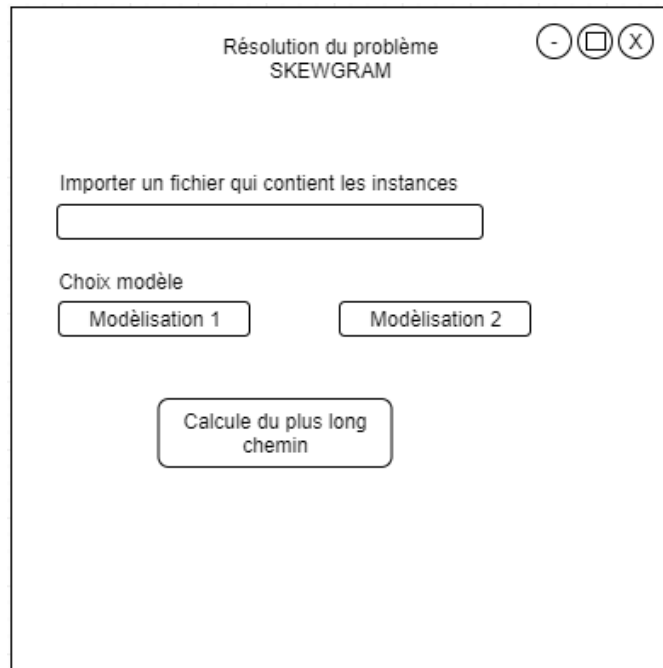 Résolution du problème
SKEWGRAM
-
X
Importer un fichier qui contient les instances
Choix modèle
Modèlisation 1
Modèlisation 2
Calcule du plus long
chemin